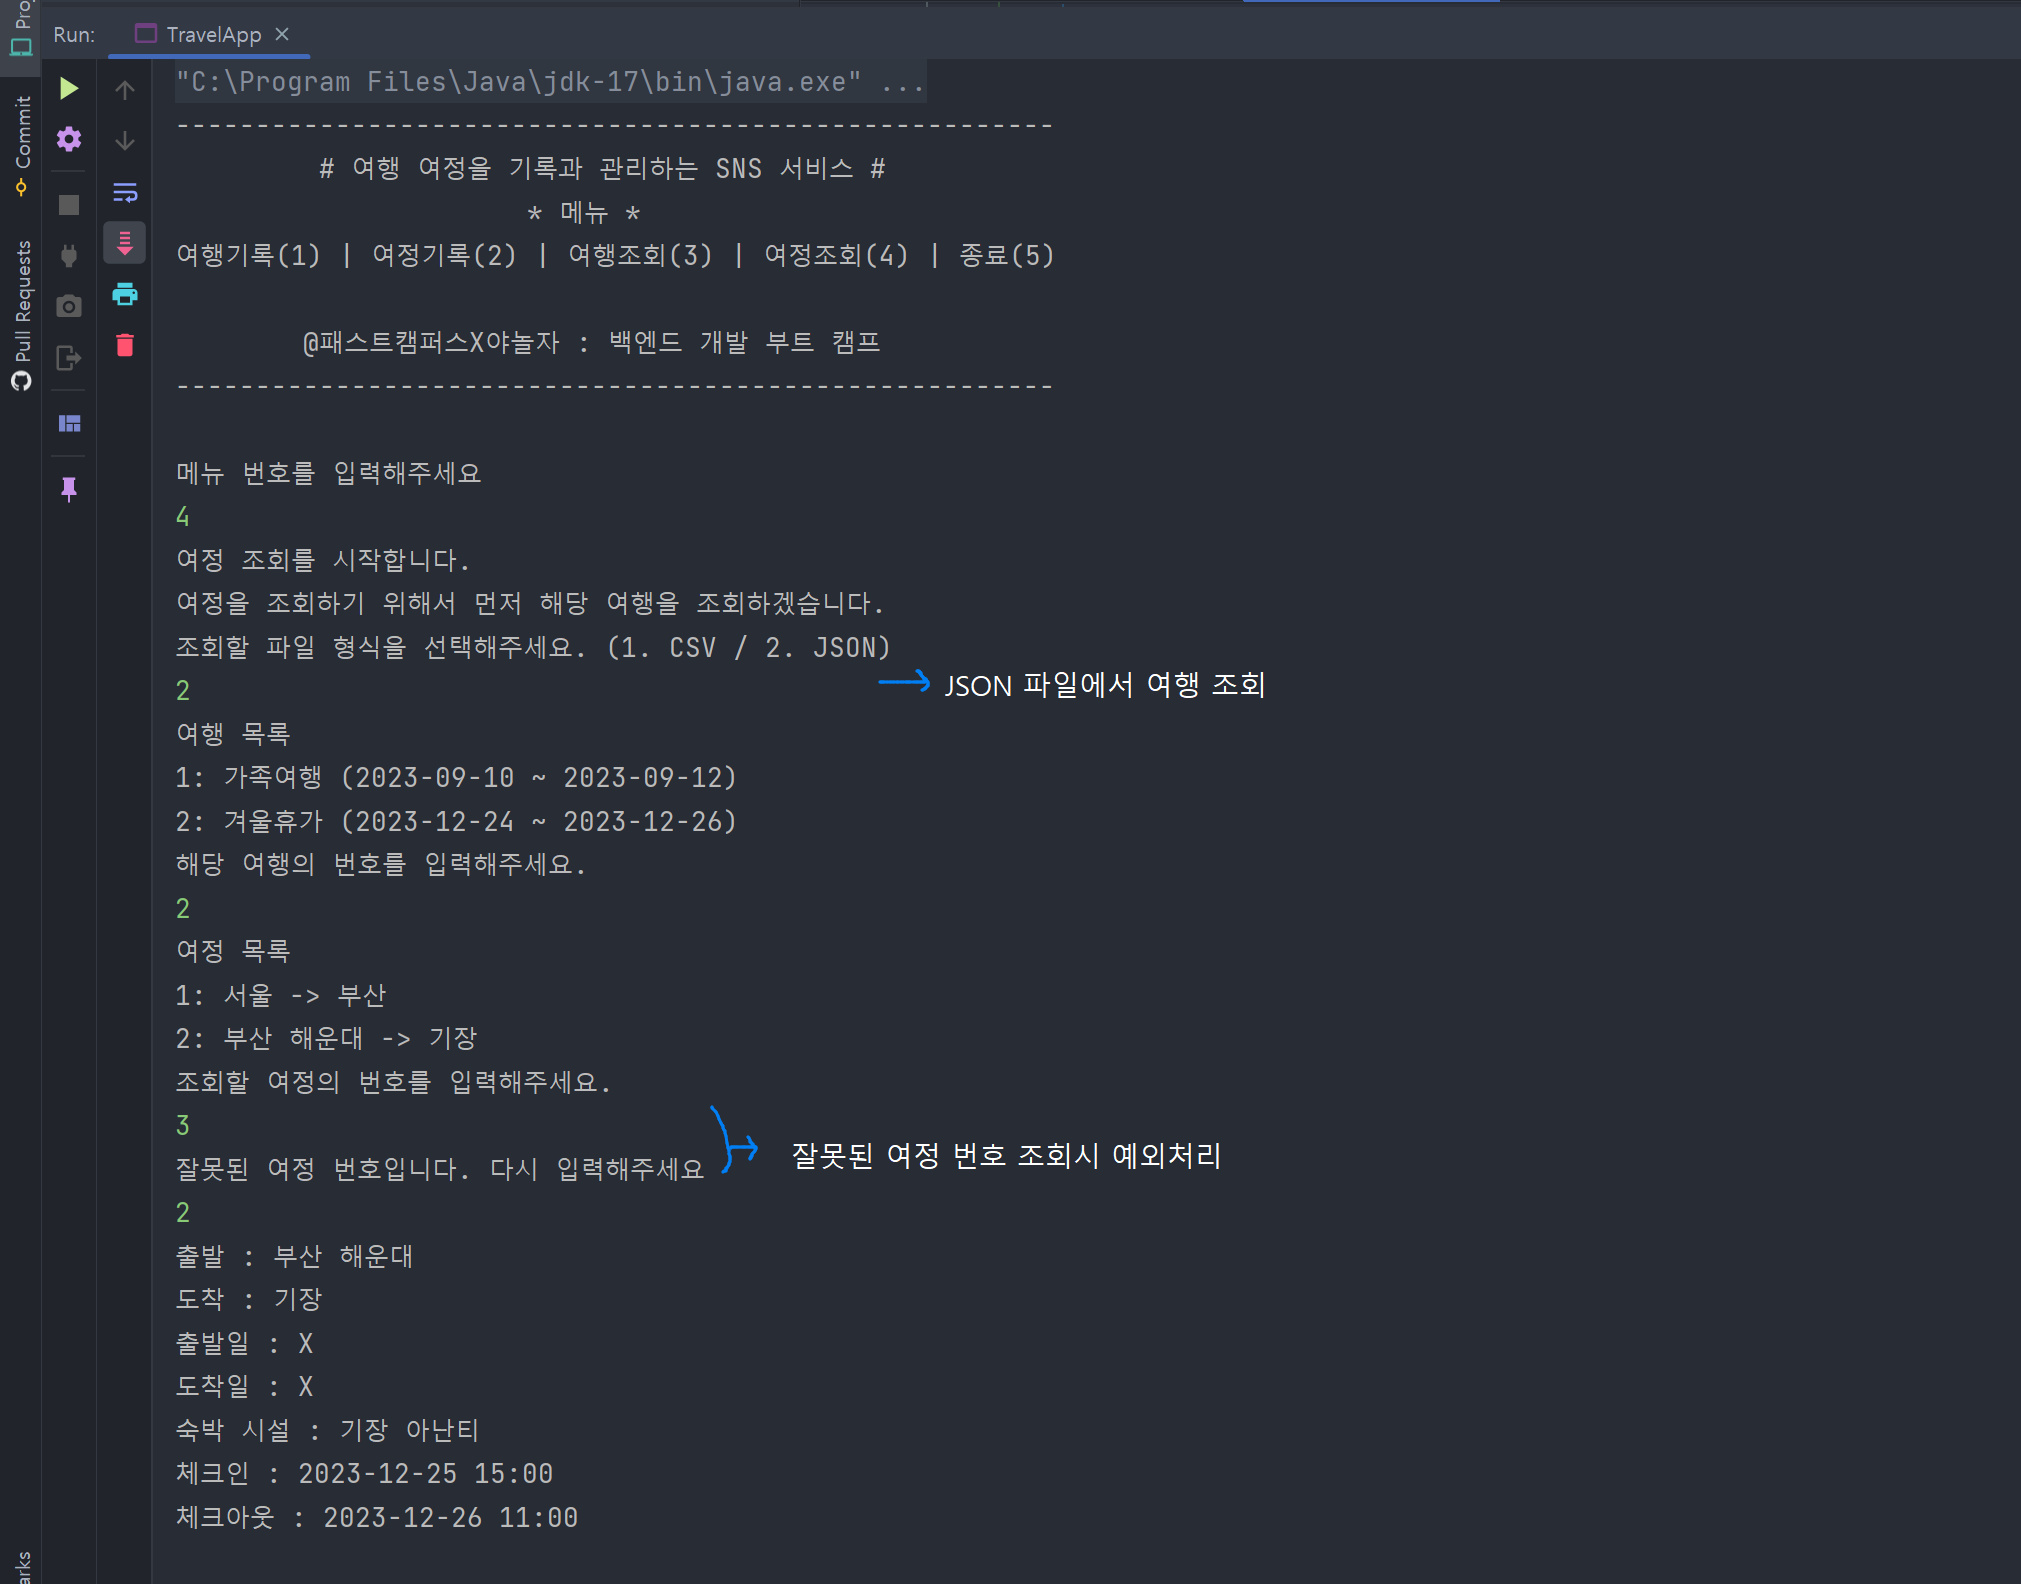 Run: TravelApp
Commit
Pull Requests
"C:\Program Files\Java\jdk-17\bin\java.exe" ...
-------------------------------------------------------
# 여행 여정을 기록과 관리하는 SNS 서비스 #
* 메뉴 *
여행기록(1) | 여정기록(2) | 여행조회(3) | 여정조회(4) | 종료(5)
@패스트캠퍼스X야놀자 : 백엔드 개발 부트 캠프
-------------------------------------------------------
메뉴 번호를 입력해주세요
4
여정 조회를 시작합니다.
여정을 조회하기 위해서 먼저 해당 여행을 조회하겠습니다.
조회할 파일 형식을 선택해주세요. (1. CSV / 2. JSON)
JSON 파일에서 여행 조회
2
여행 목록
1: 가족여행 (2023-09-10 ~ 2023-09-12)
2: 겨울휴가 (2023-12-24 ~ 2023-12-26)
해당 여행의 번호를 입력해주세요.
2
여정 목록
1: 서울 -> 부산
2: 부산 해운대 -> 기장
조회할 여정의 번호를 입력해주세요.
3
잘못된 여정 번호 조회시 예외처리
잘못된 여정 번호입니다. 다시 입력해주세요
2
출발 : 부산 해운대
도착 : 기장
출발일 : X
도착일 : X
숙박 시설 : 기장 아난티
체크인 : 2023-12-25 15:00
체크아웃 : 2023-12-26 11:00